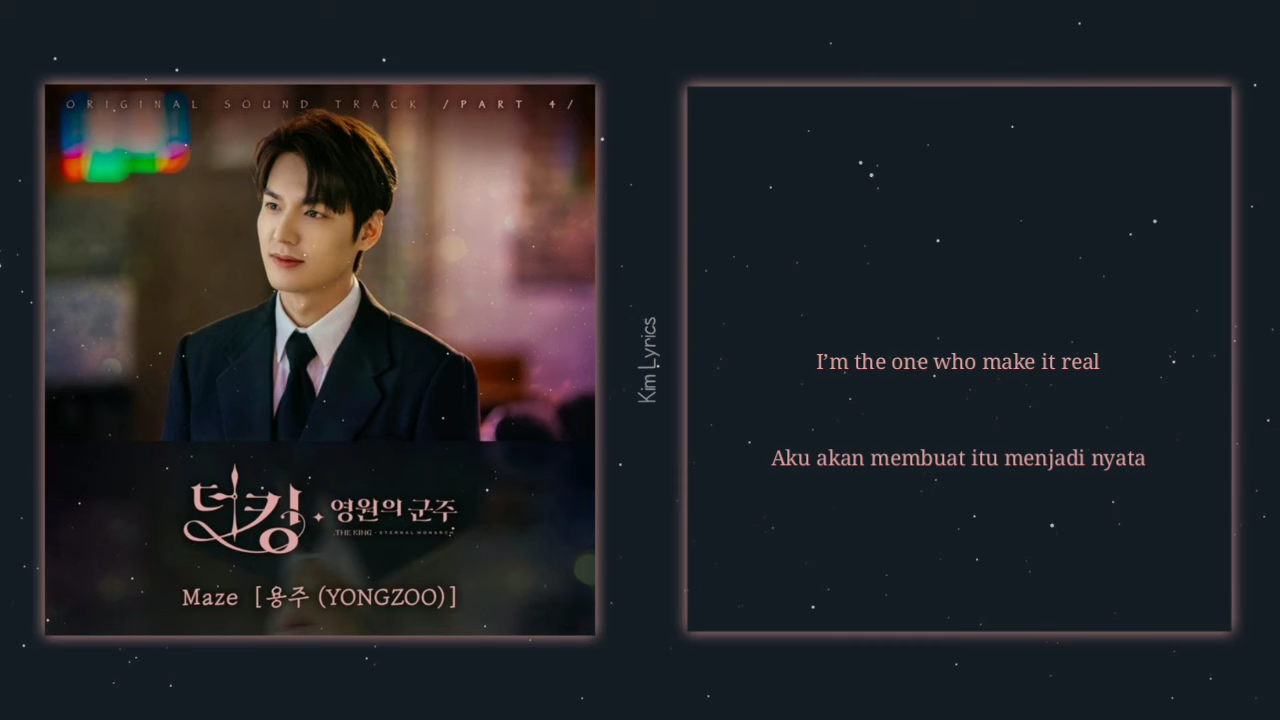 ORIGINAL SOUND TRACK /PART 4/
더킹
영원의 군주
THE KING : ETERNAL MONARCH
Maze [용주 (YONGZOO)]
Kim Lyrics
I’m the one who make it real
Aku akan membuat itu menjadi nyata